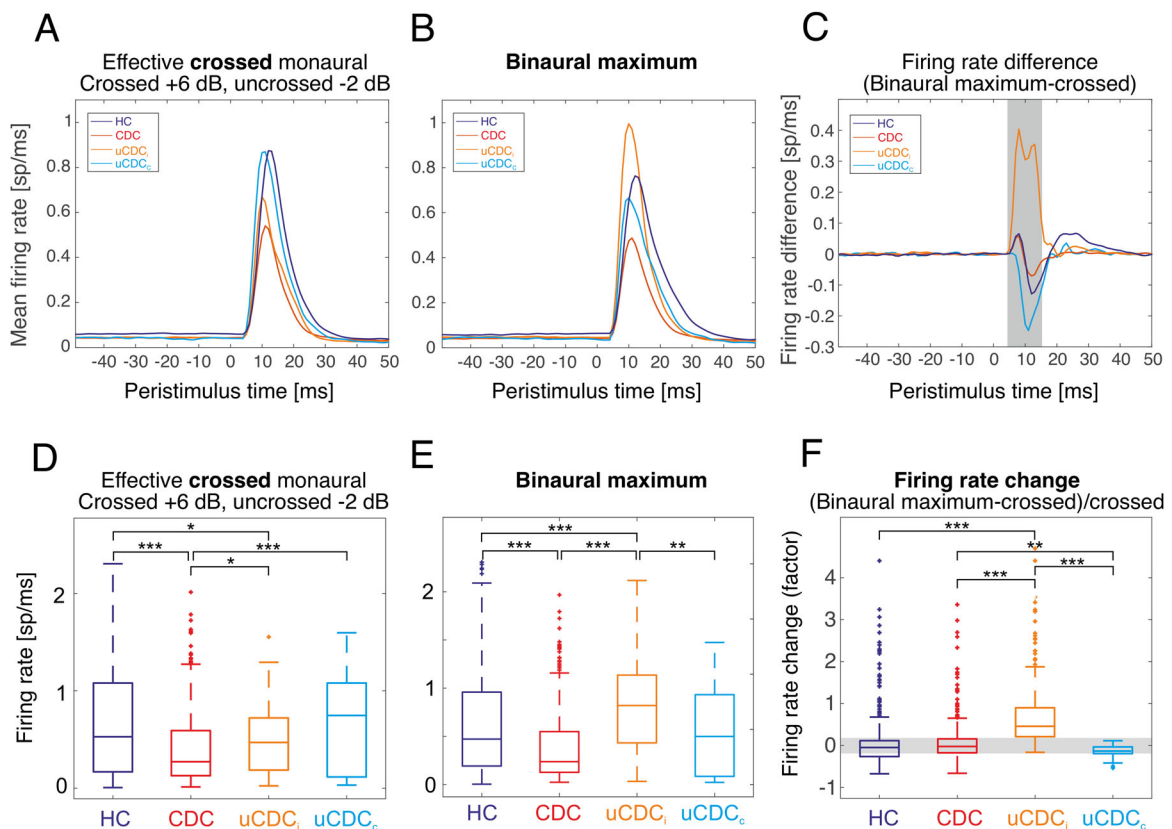 A
Effective crossed monaural
Crossed +6 dB, uncrossed -2 dB
Mean firing rate [sp/ms]
1
0.8
0.6
0.4
0.2
0
HC
CDC
uCDCi
uCDCc
-40 -30 -20 -10 0 10 20 30 40 50
Peristimulus time [ms]
B
Binaural maximum
1
0.8
0.6
0.4
0.2
0
HC
CDC
uCDCi
uCDCc
-40 -30 -20 -10 0 10 20 30 40 50
Peristimulus time [ms]
C
Firing rate difference
(Binaural maximum-crossed)
Firing rate difference [sp/ms]
0.4
0.3
0.2
0.1
0
-0.1
-0.2
-0.3
HC
CDC
uCDCi
uCDCc
-40 -30 -20 -10 0 10 20 30 40 50
Peristimulus time [ms]
D
Effective crossed monaural
Crossed +6 dB, uncrossed -2 dB
Firing rate [sp/ms]
2
1
0
*
*** ***
*
HC CDC uCDCi uCDCc
E
Binaural maximum
2
1
0
***
*** *** **
HC CDC uCDCi uCDCc
F
Firing rate change
(Binaural maximum-crossed)/crossed
Firing rate change (factor)
5
4
3
2
1
0
-1
***
**
*** ***
HC CDC uCDCi uCDCc